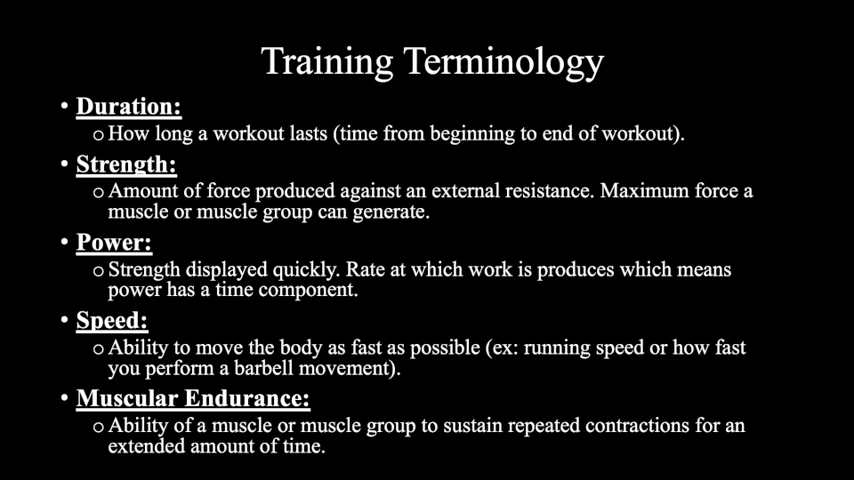 Training Terminology
• Duration:
o How long a workout lasts (time from beginning to end of workout).
• Strength:
o Amount of force produced against an external resistance. Maximum force a
muscle or muscle group can generate.
• Power:
o Strength displayed quickly. Rate at which work is produces which means
power has a time component.
• Speed:
o Ability to move the body as fast as possible (ex: running speed or how fast
you perform a barbell movement).
• Muscular Endurance:
o Ability of a muscle or muscle group to sustain repeated contractions for an
extended amount of time.